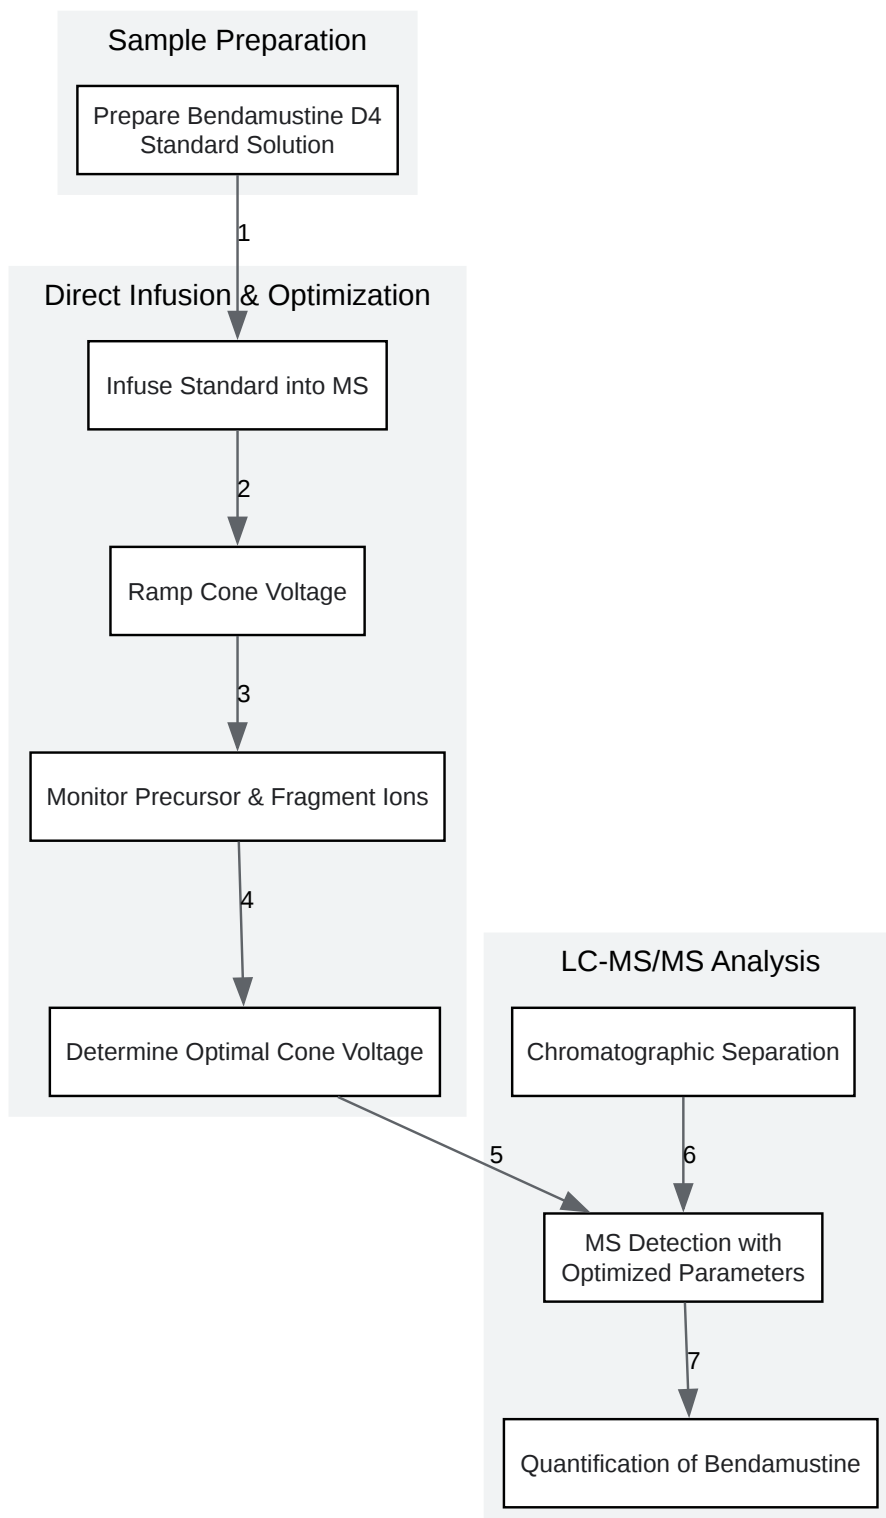 Sample Preparation
Prepare Bendamustine D4
Standard Solution
1
Direct Infusion & Optimization
Infuse Standard into MS
2
Ramp Cone Voltage
3
Monitor Precursor & Fragment Ions
4
Determine Optimal Cone Voltage
LC-MS/MS Analysis
Chromatographic Separation
5
6
MS Detection with
Optimized Parameters
7
Quantification of Bendamustine